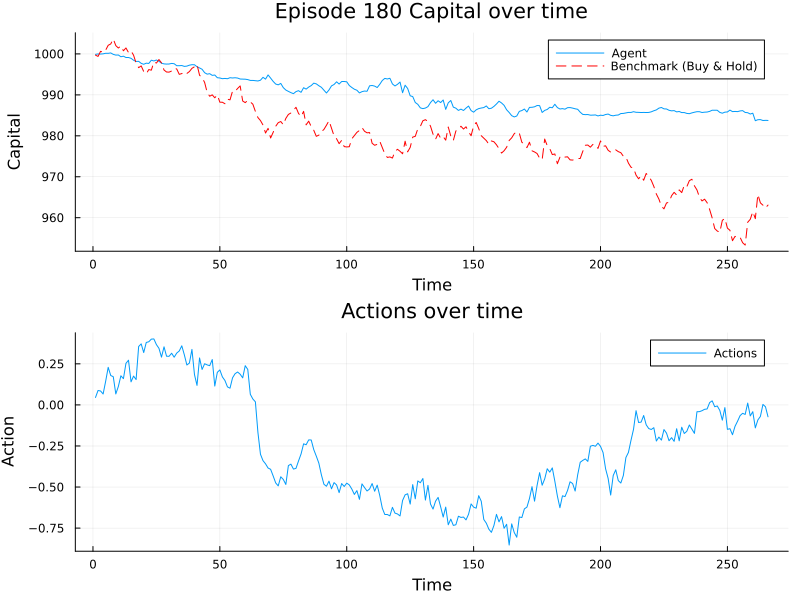 Episode 180 Capital over time
Capital
1000
990
980
970
960
Agent
Benchmark (Buy & Hold)
0 50 100 150 200 250
Time
Actions over time
Action
0.25
0.00
−0.25
−0.50
−0.75
Actions
0 50 100 150 200 250
Time